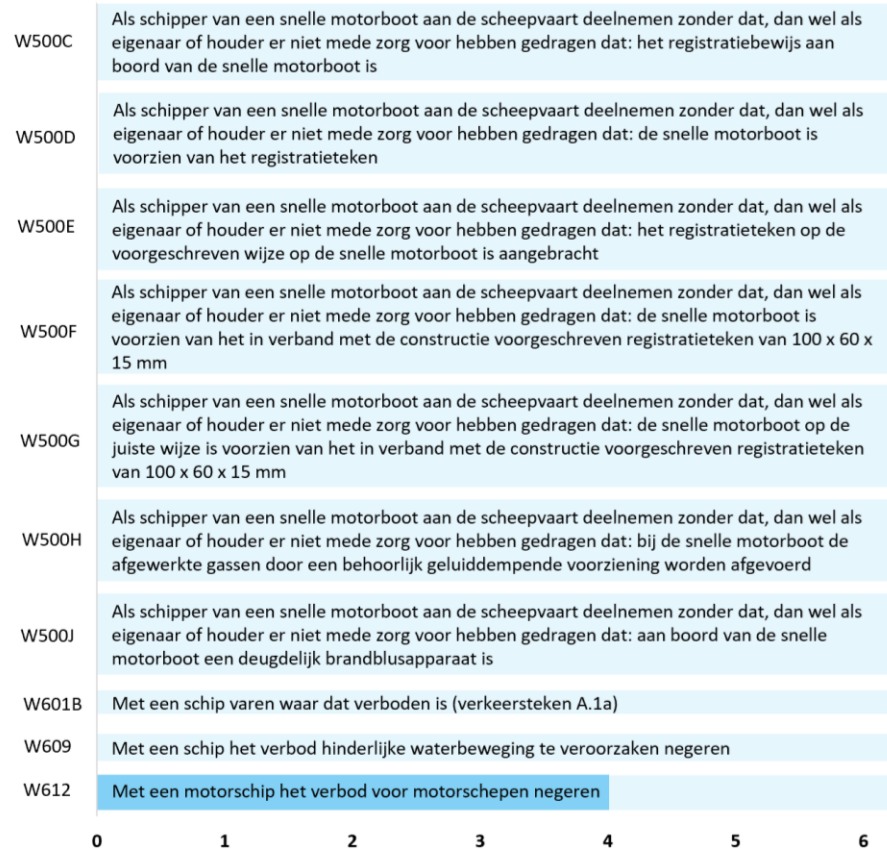 W500C
Als schipper van een snelle motorboot aan de scheepvaart deelnemen zonder dat, dan wel als
eigenaar of houder er niet mede zorg voor hebben gedragen dat: het registratiebewijs aan
boord van de snelle motorboot is
W500D
Als schipper van een snelle motorboot aan de scheepvaart deelnemen zonder dat, dan wel als
eigenaar of houder er niet mede zorg voor hebben gedragen dat: de snelle motorboot is
voorzien van het registratieteken
W500E
Als schipper van een snelle motorboot aan de scheepvaart deelnemen zonder dat, dan wel als
eigenaar of houder er niet mede zorg voor hebben gedragen dat: het registratieteken op de
voorgeschreven wijze op de snelle motorboot is aangebracht
W500F
Als schipper van een snelle motorboot aan de scheepvaart deelnemen zonder dat, dan wel als
eigenaar of houder er niet mede zorg voor hebben gedragen dat: de snelle motorboot is
voorzien van het in verband met de constructie voorgeschreven registratieteken van 100 x 60 x
15 mm
W500G
Als schipper van een snelle motorboot aan de scheepvaart deelnemen zonder dat, dan wel als
eigenaar of houder er niet mede zorg voor hebben gedragen dat: de snelle motorboot op de
juiste wijze is voorzien van het in verband met de constructie voorgeschreven registratieteken
van 100 x 60 x 15 mm
W500H
Als schipper van een snelle motorboot aan de scheepvaart deelnemen zonder dat, dan wel als
eigenaar of houder er niet mede zorg voor hebben gedragen dat: bij de snelle motorboot de
afgewerkte gassen door een behoorlijk geluiddempende voorziening worden afgevoerd
W500J
Als schipper van een snelle motorboot aan de scheepvaart deelnemen zonder dat, dan wel als
eigenaar of houder er niet mede zorg voor hebben gedragen dat: aan boord van de snelle
motorboot een deugdelijk brandblusapparaat is
W601B
Met een schip varen waar dat verboden is (verkeersteken A.1a)
W609
Met een schip het verbod hinderlijke waterbeweging te veroorzaken negeren
W612
Met een motorschip het verbod voor motorschepen negeren
0 1 2 3 4 5 6